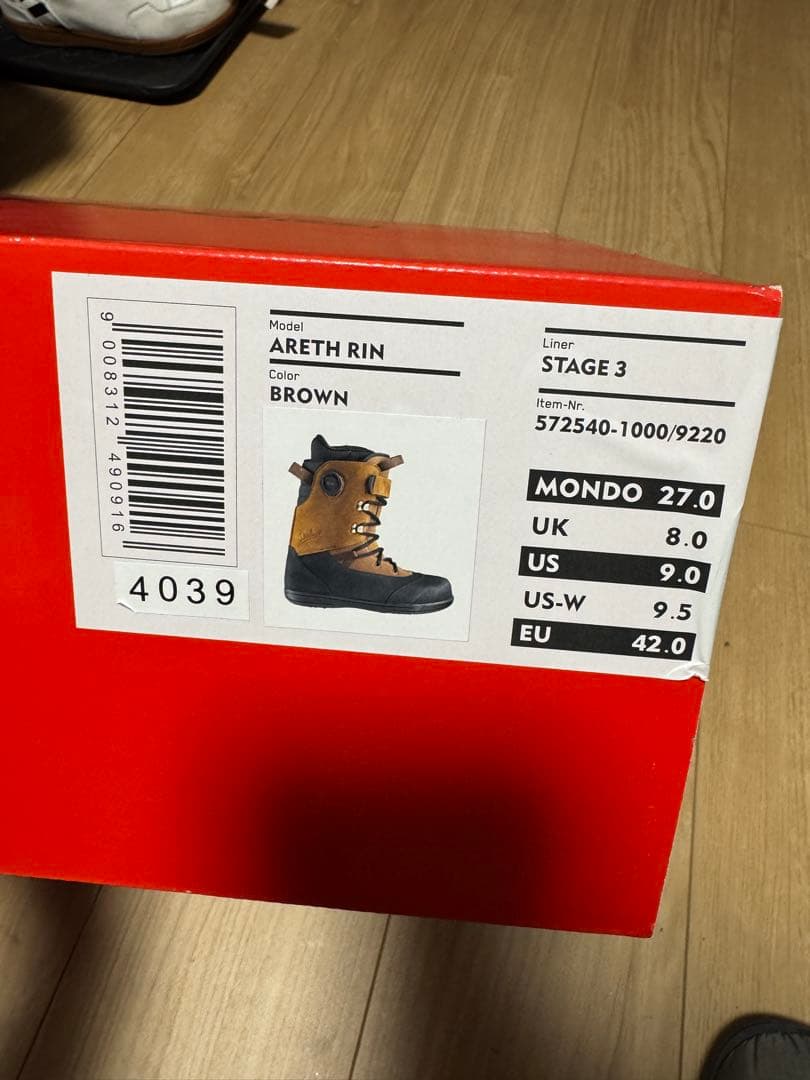 9 008312 490916
4039
Model
ARETH RIN
Color
BROWN
Liner
STAGE 3
Item-Nr.
572540-1000/9220
MONDO 27.0
UK 8.0
US 9.0
US-W 9.5
EU 42.0